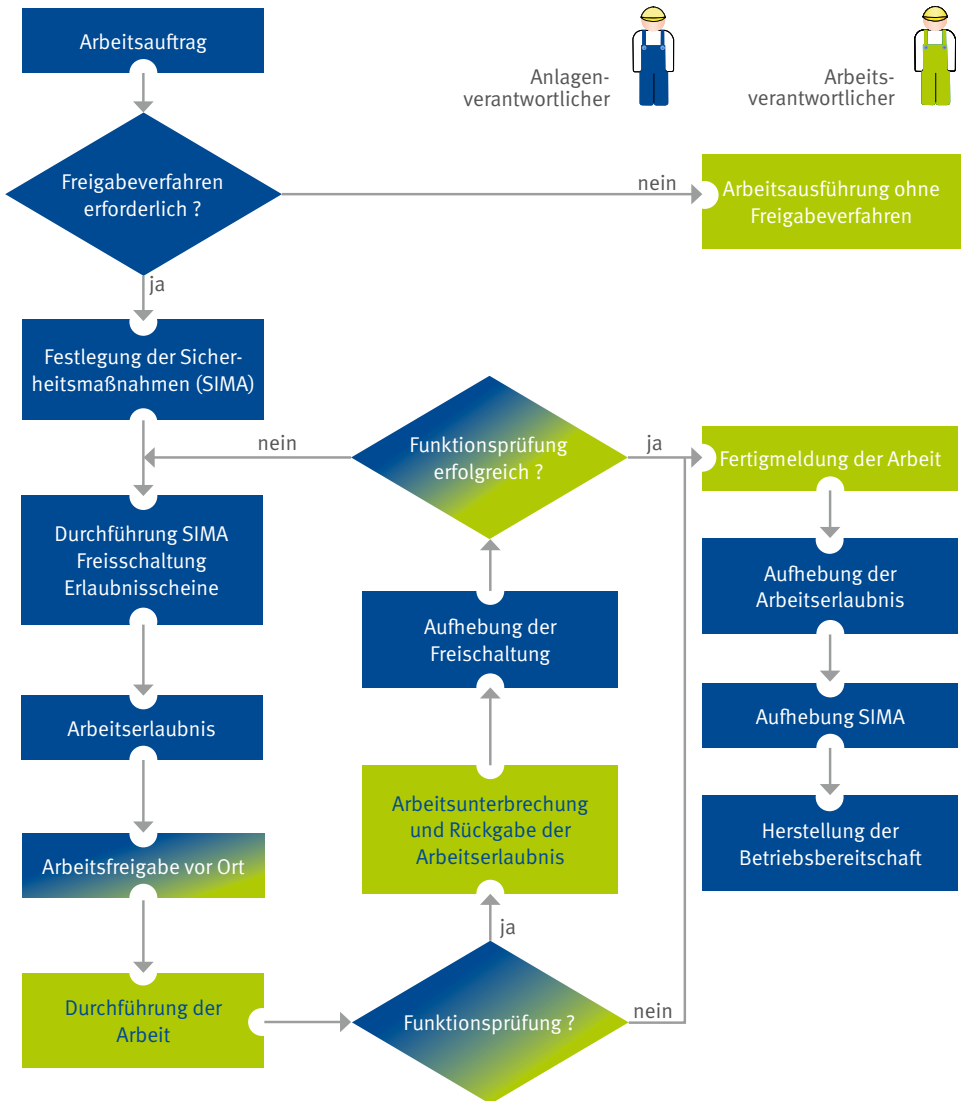 Arbeitsauftrag
Anlagen-
verantwortlicher
Arbeits-
verantwortlicher
Freigabeverfahren
erforderlich ?
nein
Arbeitsausführung ohne
Freigabeverfahren
ja
Festlegung der Sicher-
heitsmaßnahmen (SIMA)
nein
Funktionsprüfung
erfolgreich ?
ja
Fertigmeldung der Arbeit
Durchführung SIMA
Freisschaltung
Erlaubnisscheine
Aufhebung der
Freischaltung
Aufhebung der
Arbeitserlaubnis
Arbeitserlaubnis
Aufhebung SIMA
Arbeitsunterbrechung
und Rückgabe der
Arbeitserlaubnis
Herstellung der
Betriebsbereitschaft
Arbeitsfreigabe vor Ort
ja
Durchführung der
Arbeit
Funktionsprüfung ?
nein